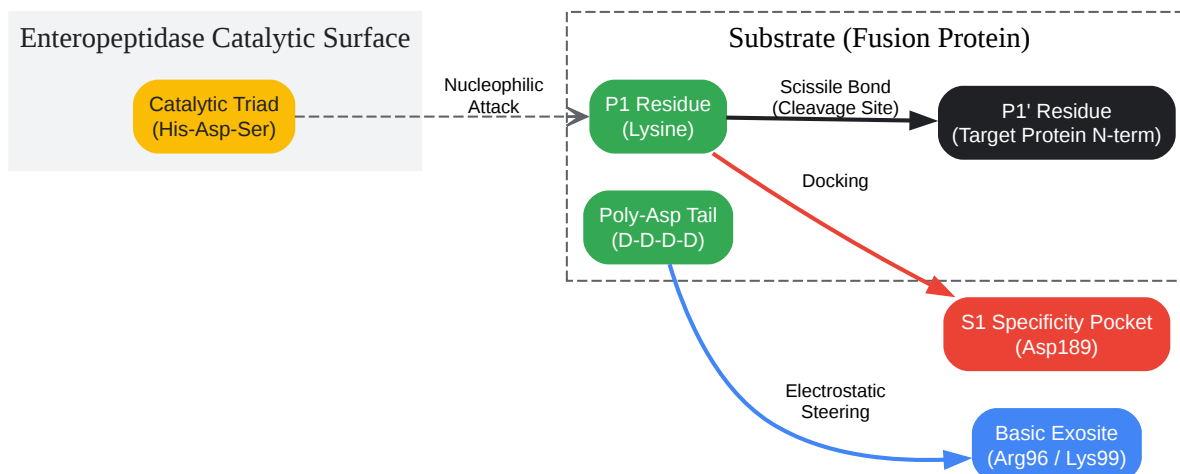 Enteropeptidase Catalytic Surface
Substrate (Fusion Protein)
Catalytic Triad
(His-Asp-Ser)
Nucleophilic
Attack
P1 Residue
(Lysine)
Scissile Bond
(Cleavage Site)
P1' Residue
(Target Protein N-term)
Docking
Poly-Asp Tail
(D-D-D-D)
S1 Specificity Pocket
(Asp189)
Electrostatic
Steering
Basic Exosite
(Arg96 / Lys99)